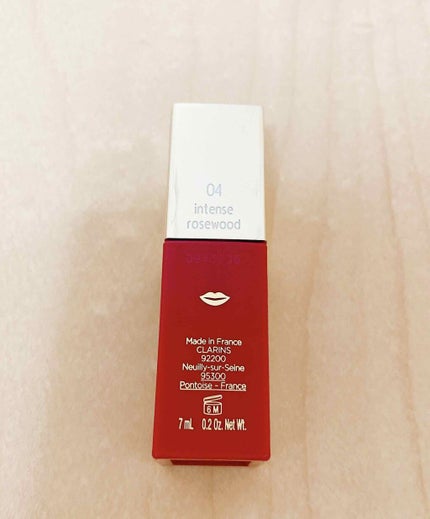 04
intense
rosewood
Made in France
CLARINS
92200
Neuilly-sur-Seine
95300
Pontoise - France
6 M
7 mL 0.2 Oz. Net Wt.